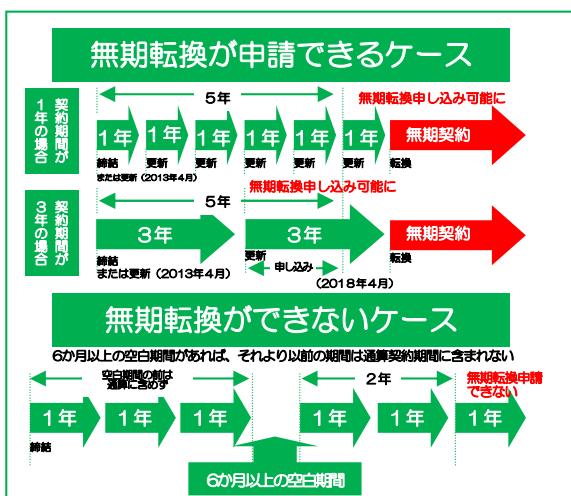 無期転換が申請できるケース
契約期間が
1年の場合
5年
無期転換申し込み可能に
1年
1年
1年
1年
1年
1年
無期契約
締結
更新
更新
更新
更新
更新
転換
または更新（2013年4月）
契約期間が
3年の場合
無期転換申し込み可能に
5年
3年
3年
無期契約
締結
または更新（2013年4月）
更新
申し込み
転換
（2018年4月）
無期転換ができないケース
6か月以上の空白期間があれば、それより以前の期間は通算契約期間に含まれない
空白期間の前は
通算に含めず
2年
無期転換申請
できない
1年
1年
1年
1年
1年
1年
締結
6か月以上の空白期間